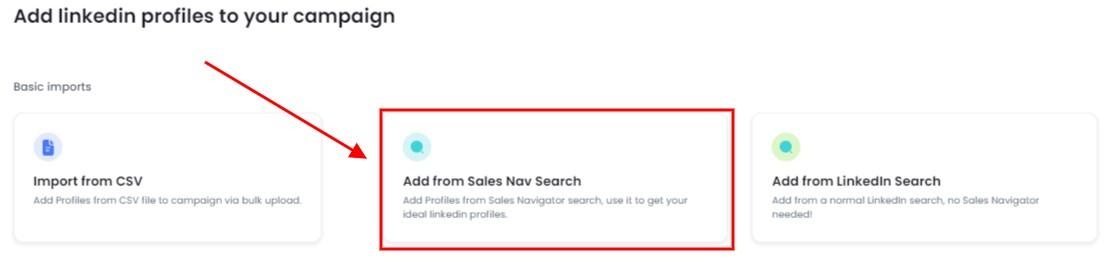 Add linkedin profiles to your campaign
Basic imports
Import from CSV
Add Profiles from CSV file to campaign via bulk upload.
Add from Sales Nav Search
Add Profiles from Sales Navigator search, use it to get your
ideal linkedin profiles.
Add from LinkedIn Search
Add from a normal LinkedIn search, no Sales Navigator
needed!